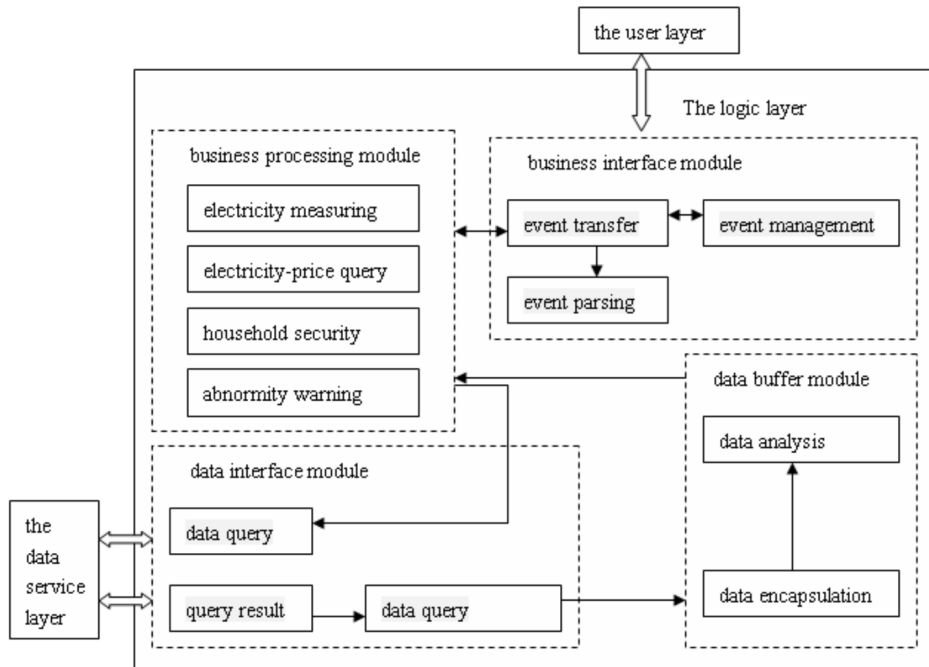 the user layer
The logic layer
business processing module
electricity measuring
electricity-price query
household security
abnormity warning
business interface module
event transfer
event management
event parsing
data buffer module
data analysis
data encapsulation
data interface module
data query
query result
data query
the
data
service
layer